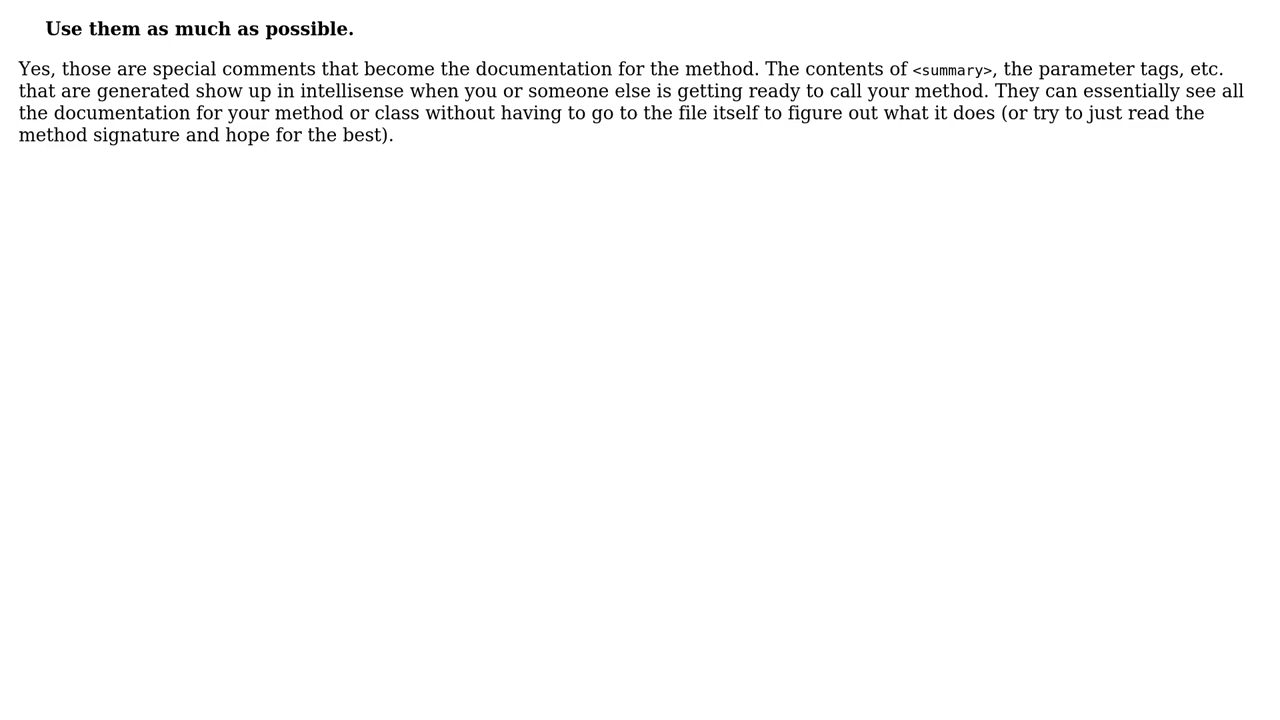 Use them as much as possible.
Yes, those are special comments that become the documentation for the method. The contents of <summary>, the parameter tags, etc.
that are generated show up in intellisense when you or someone else is getting ready to call your method. They can essentially see all
the documentation for your method or class without having to go to the file itself to figure out what it does (or try to just read the
method signature and hope for the best).